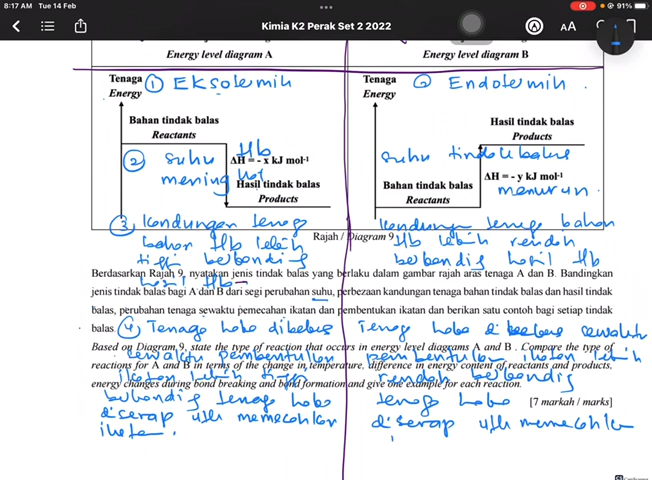 8:17 AM Tue 14 Feb
91%
Kimia K2 Perak Set 2 2022
AA
Energy level diagram A
Energy level diagram B
Tenaga
Energy
① Eksotermik
Bahan tindak balas
Reactants
② suhu tb
meningkat
ΔH = - x kJ mol-1
Hasil tindak balas
Products
Tenaga
Energy
Endotermik
Hasil tindak balas
Products
suhu tindak balas
menurun
ΔH = - y kJ mol-1
Bahan tindak balas
Reactants
Rajah / Diagram 9
③ kandungan tenaga
bahan tb lebih
tinggi berbanding
hasil tb
kandungan tenaga bahan
tb lebih rendah
berbanding hasil tb
Berdasarkan Rajah 9, nyatakan jenis tindak balas yang berlaku dalam gambar rajah aras tenaga A dan B. Bandingkan
jenis tindak balas bagi A dan B dari segi perubahan suhu, perbezaan kandungan tenaga bahan tindak balas dan hasil tindak
balas, perubahan tenaga sewaktu pemecahan ikatan dan pembentukan ikatan dan berikan satu contoh bagi setiap tindak
balas.
Based on Diagram 9, state the type of reaction that occurs in energy level diagrams A and B . Compare the type of
reactions for A and B in terms of the change in temperature, difference in energy content of reactants and products,
energy changes during bond breaking and bond formation and give one example for each reaction.
[7 markah / marks]
④ Tenaga haba dibebas
sewaktu pembentukan
ikatan lebih tinggi
berbanding tenaga haba
diserap utk memecahkan
ikatan.
Tenaga haba dibebas sewaktu
pembentukan ikatan lebih
rendah berbanding
tenaga haba
diserap utk memecahkan